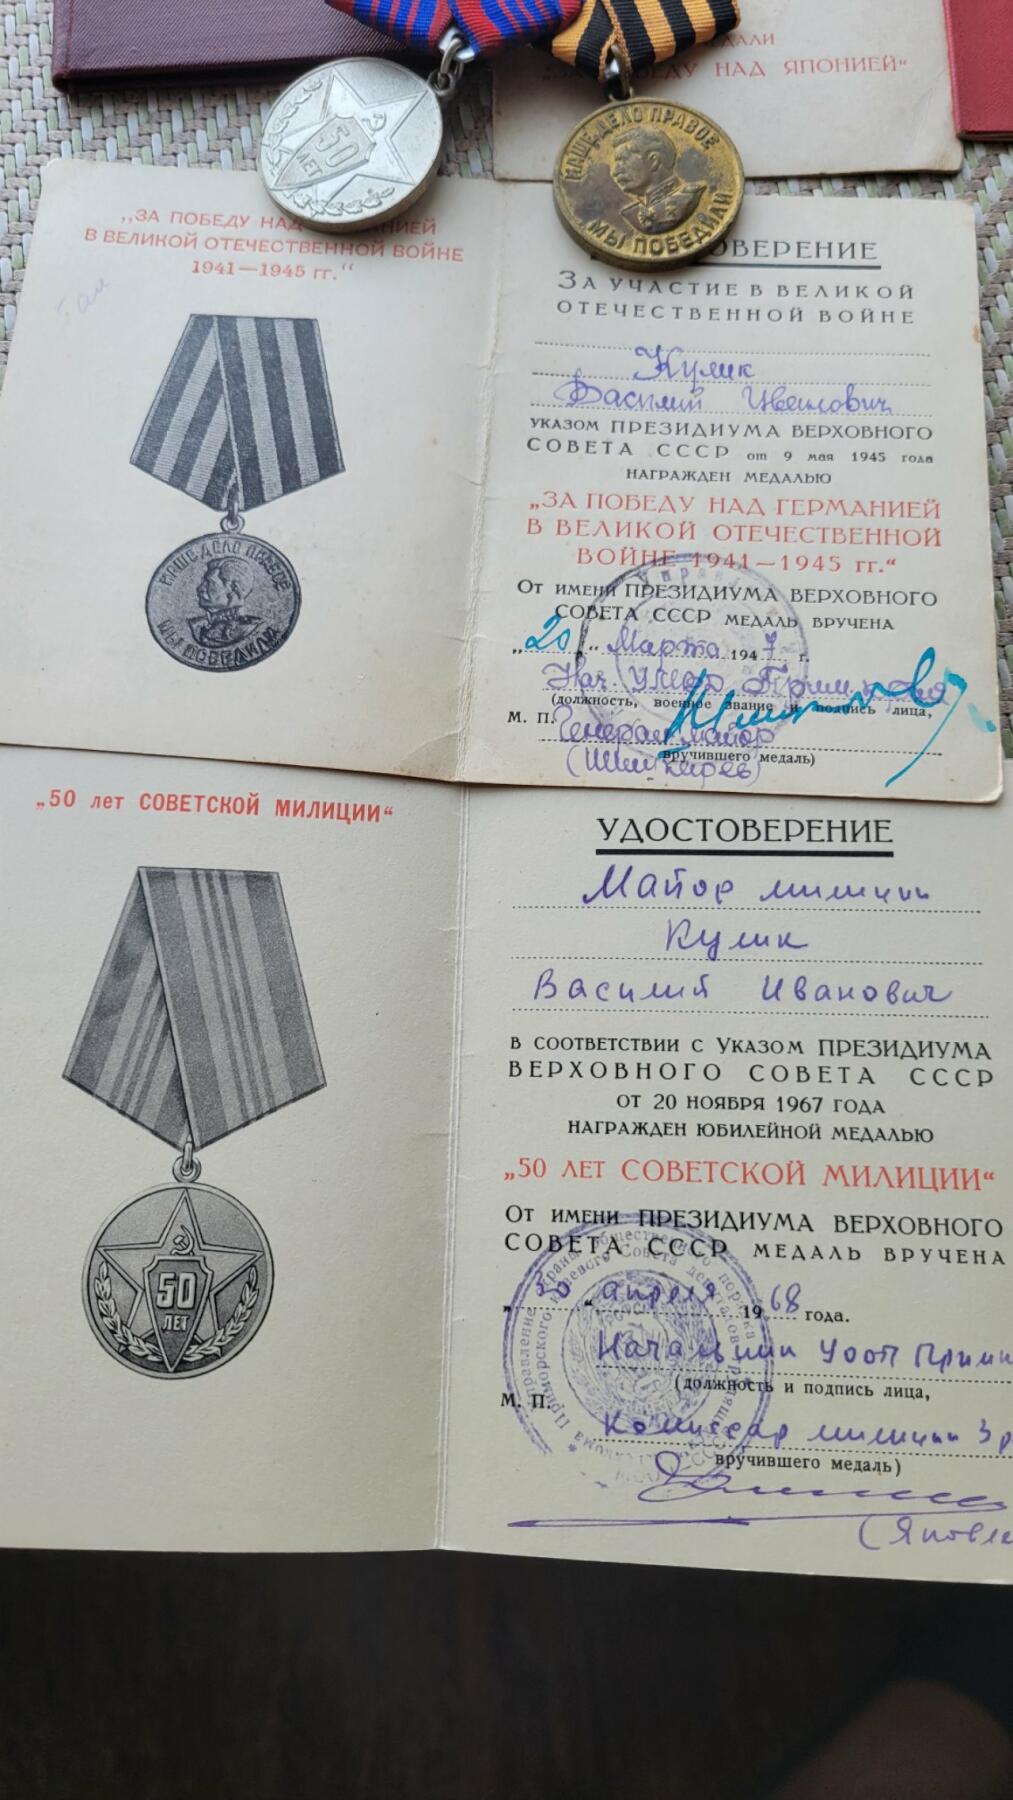 50
ЛЕТ
НАШЕ ДЕЛО ПРАВОЕ
МЫ ПОБЕДИЛИ
НАД ЯПОНИЕЙ“
„ЗА ПОБЕДУ НАД
В ВЕЛИКОЙ ОТЕЧЕСТВЕННОЙ ВОЙНЕ
1941—1945 гг.“
НАШЕ ДЕЛО ПРАВОЕ
МЫ ПОБЕДИЛИ
ЗА УЧАСТИЕ В ВЕЛИКОЙ
ОТЕЧЕСТВЕННОЙ ВОЙНЕ
Кулик
Василий Иванович
УКАЗОМ ПРЕЗИДИУМА ВЕРХОВНОГО
СОВЕТА СССР от 9 мая 1945 года
НАГРАЖДЕН МЕДАЛЬЮ
„ЗА ПОБЕДУ НАД ГЕРМАНИЕЙ
В ВЕЛИКОЙ ОТЕЧЕСТВЕННОЙ
ВОЙНЕ 1941—1945 гг.“
ОТ ИМЕНИ ПРЕЗИДИУМА ВЕРХОВНОГО
СОВЕТА СССР МЕДАЛЬ ВРУЧЕНА
„20“ Марта 1947 г.
Нач.
(должность, военное звание и подпись лица,
М. П. Генерал майор
вручившего медаль)
„50 лет СОВЕТСКОЙ МИЛИЦИИ“
50
ЛЕТ
УДОСТОВЕРЕНИЕ
Майор милиции
Кулик
Василий Иванович
В СООТВЕТСТВИИ С УКАЗОМ ПРЕЗИДИУМА
ВЕРХОВНОГО СОВЕТА СССР
ОТ 20 НОЯБРЯ 1967 ГОДА
НАГРАЖДЕН ЮБИЛЕЙНОЙ МЕДАЛЬЮ
„50 ЛЕТ СОВЕТСКОЙ МИЛИЦИИ“
ОТ ИМЕНИ ПРЕЗИДИУМА ВЕРХОВНОГО
СОВЕТА СССР МЕДАЛЬ ВРУЧЕНА
„30“ апреля 1968 года.
Начальник УООП
(должность и подпись лица,
М. П.
Комиссар милиции 3
вручившего медаль)